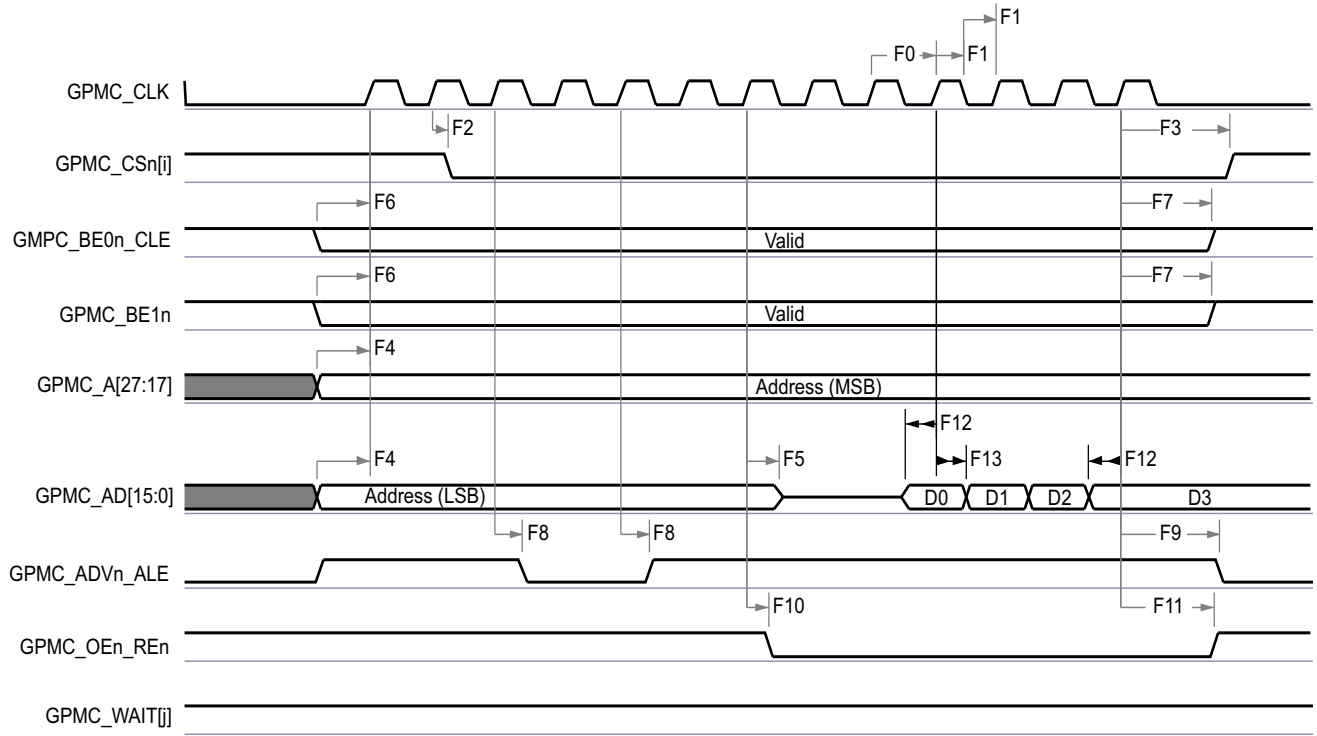 F1
F0 F1
GPMC_CLK
F2 F3
GPMC_CSn[i]
F6 F7
GMPC_BE0n_CLE Valid
F6 F7
GPMC_BE1n Valid
F4
GPMC_A[27:17] Address (MSB)
F12
F4 F5 F13 F12
GPMC_AD[15:0] Address (LSB) D0 D1 D2 D3
F8 F8 F9
GPMC_ADVn_ALE
F10 F11
GPMC_OEn_REn
GPMC_WAIT[j]